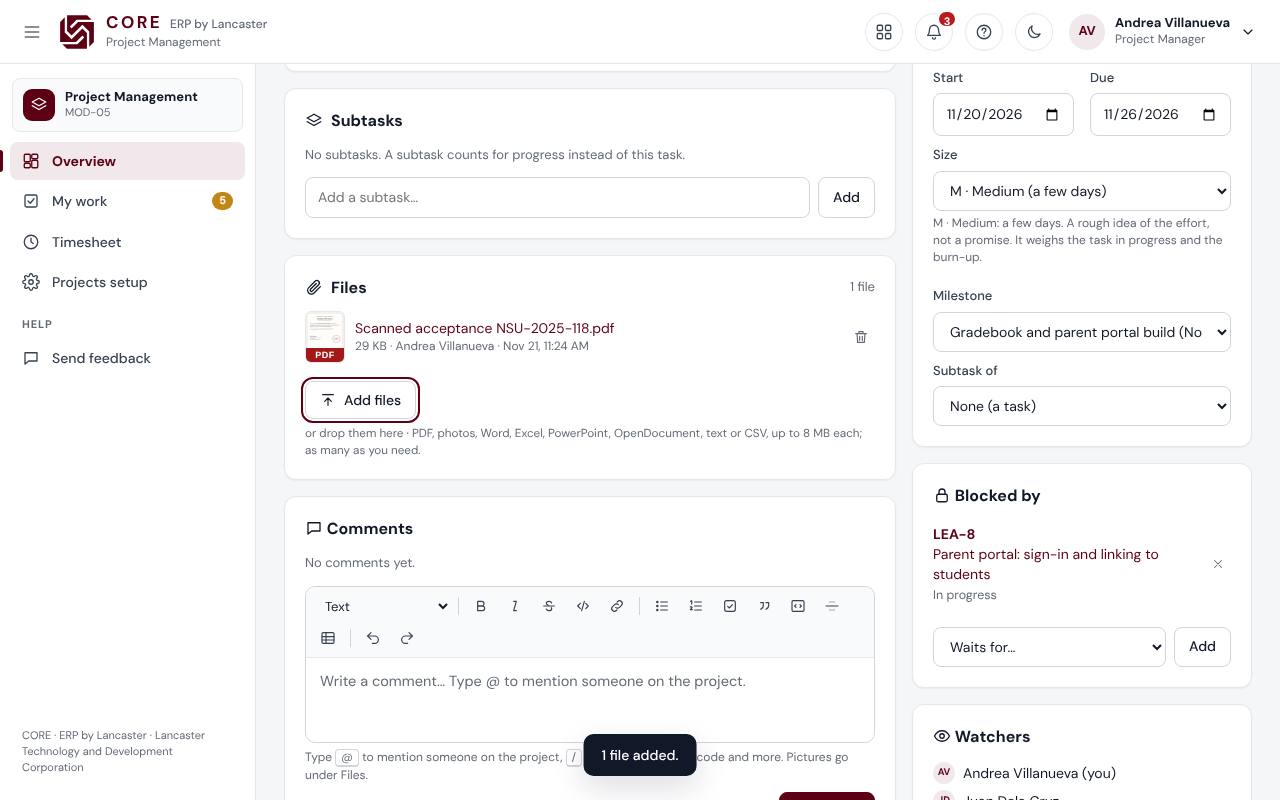 CORE ERP by Lancaster
Project Management
3
AV
Andrea Villanueva
Project Manager
Project Management
MOD-05
Overview
My work
5
Timesheet
Projects setup
HELP
Send feedback
CORE · ERP by Lancaster · Lancaster
Technology and Development
Corporation
Subtasks
No subtasks. A subtask counts for progress instead of this task.
Add a subtask…
Add
Files
1 file
PDF
Scanned acceptance NSU-2025-118.pdf
29 KB · Andrea Villanueva · Nov 21, 11:24 AM
Add files
or drop them here · PDF, photos, Word, Excel, PowerPoint, OpenDocument, text or CSV, up to 8 MB each;
as many as you need.
Comments
No comments yet.
Text
Write a comment… Type @ to mention someone on the project.
Type @ to mention someone on the project, /
code and more. Pictures go
under Files.
1 file added.
Start
Due
11/20/2026
11/26/2026
Size
M · Medium (a few days)
M · Medium: a few days. A rough idea of the effort,
not a promise. It weighs the task in progress and the
burn-up.
Milestone
Gradebook and parent portal build (No
Subtask of
None (a task)
Blocked by
LEA-8
Parent portal: sign-in and linking to
students
In progress
Waits for…
Add
Watchers
AV
Andrea Villanueva (you)